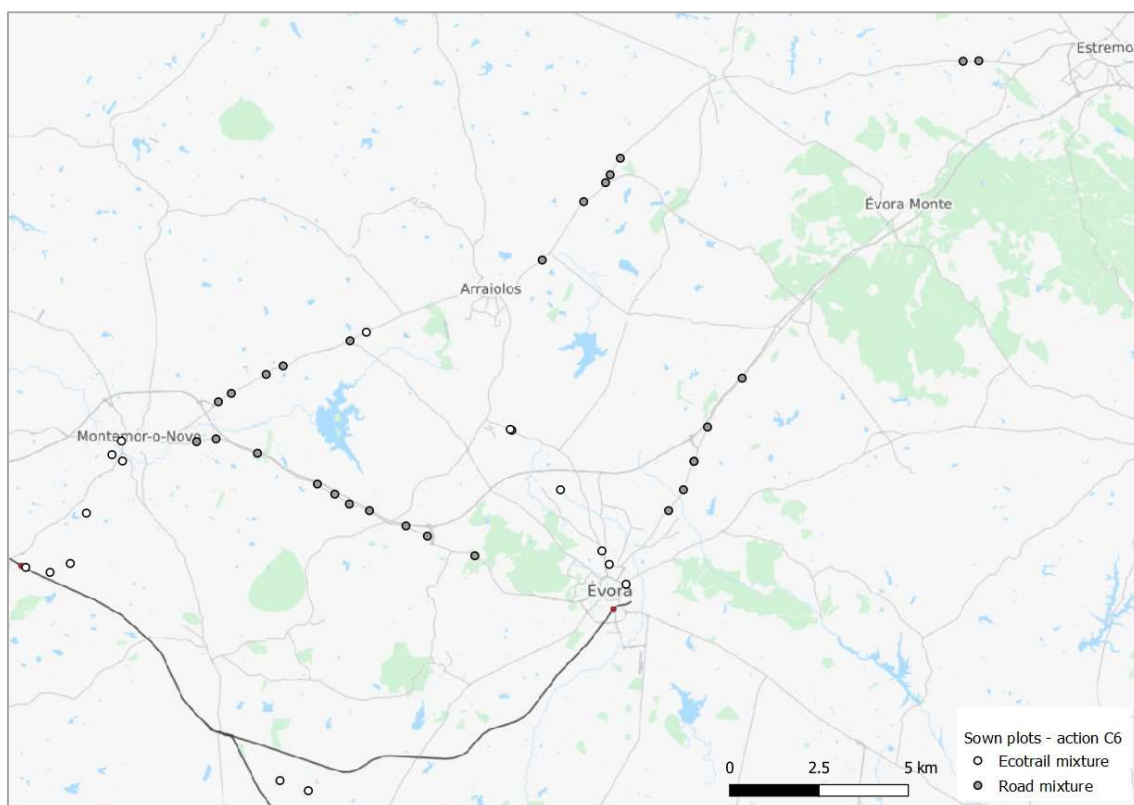 Estremo
Évora Monte
Arraiolos
Montemor-o-Novo
Évora
Sown plots - action C6
Ecotrail mixture
Road mixture
0 2.5 5 km